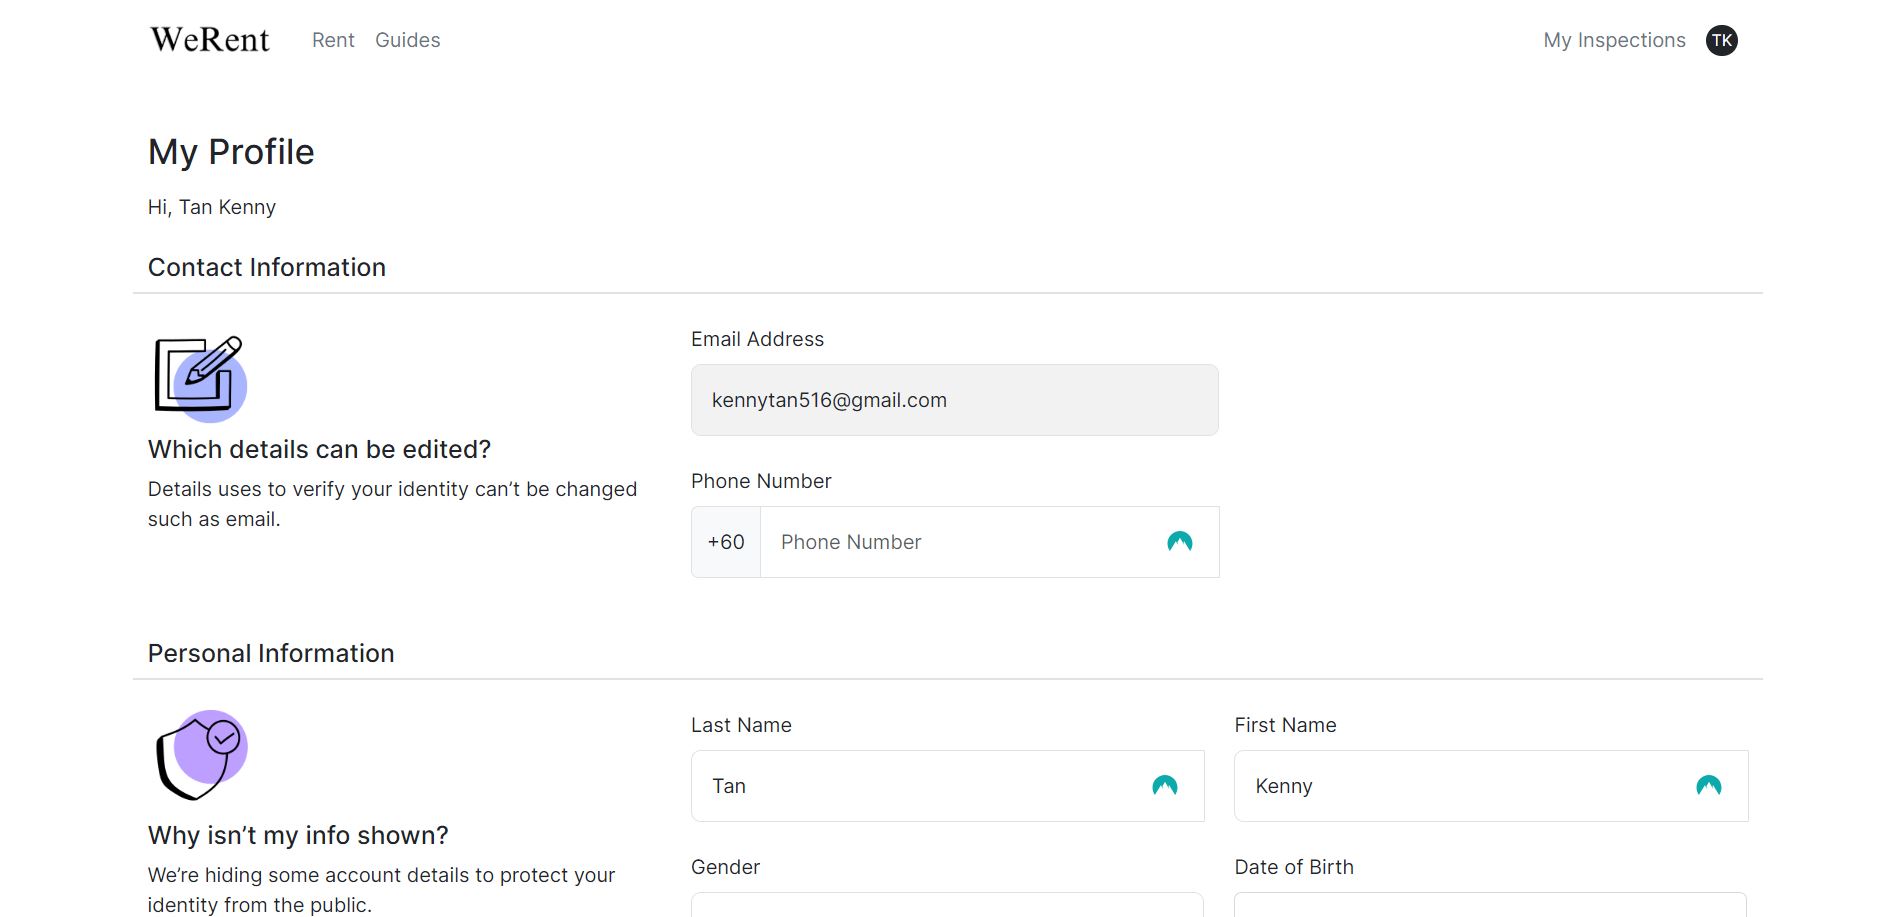 WeRent
Rent
Guides
My Inspections
TK
My Profile
Hi, Tan Kenny
Contact Information
Which details can be edited?
Details uses to verify your identity can’t be changed
such as email.
Email Address
kennytan516@gmail.com
Phone Number
+60
Phone Number
Personal Information
Why isn’t my info shown?
We’re hiding some account details to protect your
identity from the public.
Last Name
Tan
First Name
Kenny
Gender
Date of Birth